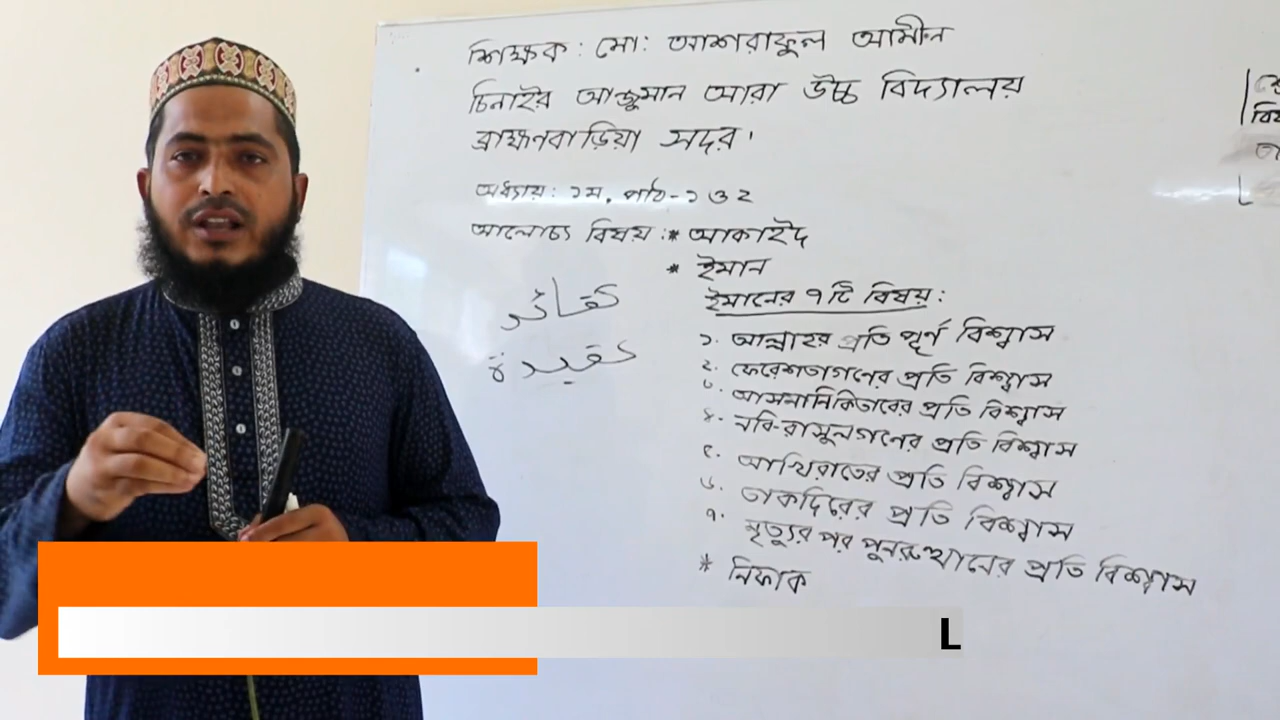 শিক্ষক: মো: আশরাফুল আমীন
চিনাইর আঞ্জুমান আরা উচ্চ বিদ্যালয়
ব্রাহ্মণবাড়িয়া সদর।
অধ্যায়: ১ম, পাঠ-১ ও ২
আলোচ্য বিষয়: * আকাইদ
* ইমান
ইমানের ৭টি বিষয়:
১. আল্লাহর প্রতি পূর্ণ বিশ্বাস
২. ফেরেশতাগণের প্রতি বিশ্বাস
৩. আসমানিকিতাবের প্রতি বিশ্বাস
৪. নবি-রাসুলগণের প্রতি বিশ্বাস
৫. আখিরাতের প্রতি বিশ্বাস
৬. তাকদিরের প্রতি বিশ্বাস
৭. মৃত্যুর পর পুনরুত্থানের প্রতি বিশ্বাস
* নিফাক
L